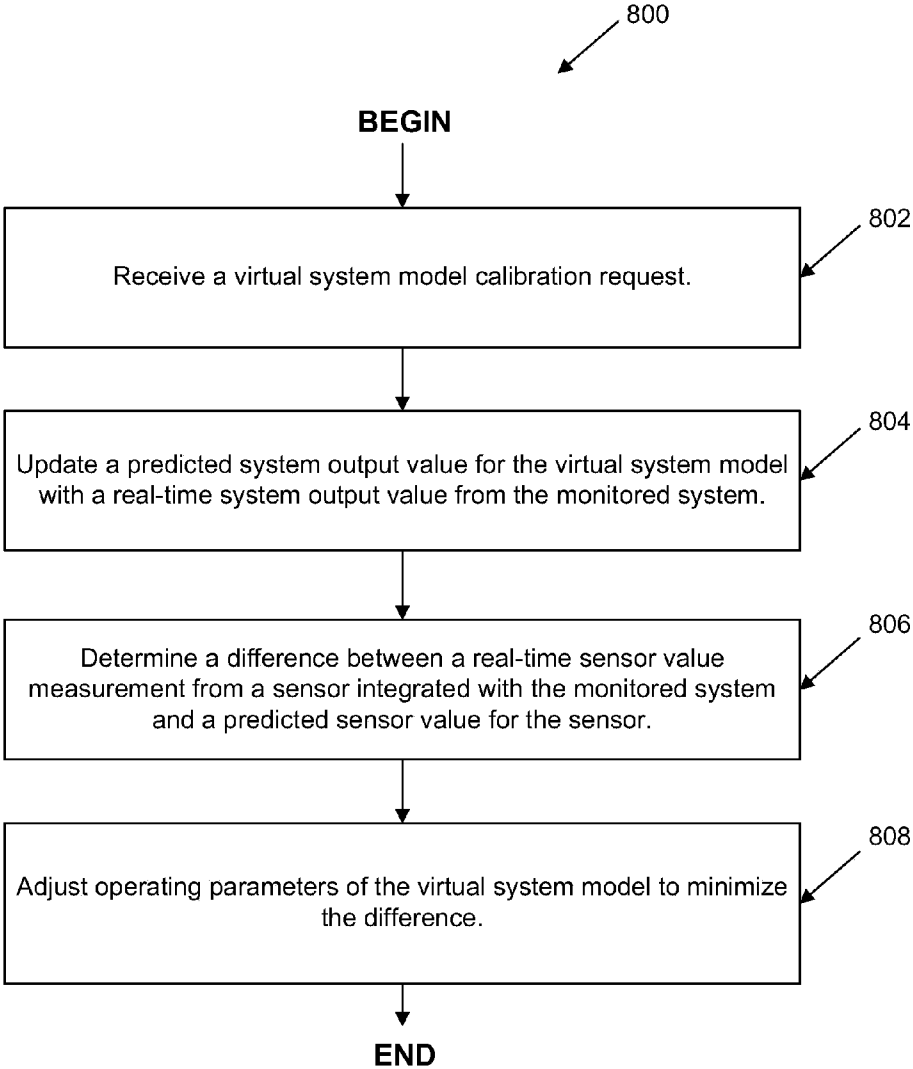 800
BEGIN
802
Receive a virtual system model calibration request.
804
Update a predicted system output value for the virtual system model
with a real-time system output value from the monitored system.
806
Determine a difference between a real-time sensor value
measurement from a sensor integrated with the monitored system
and a predicted sensor value for the sensor.
808
Adjust operating parameters of the virtual system model to minimize
the difference.
END